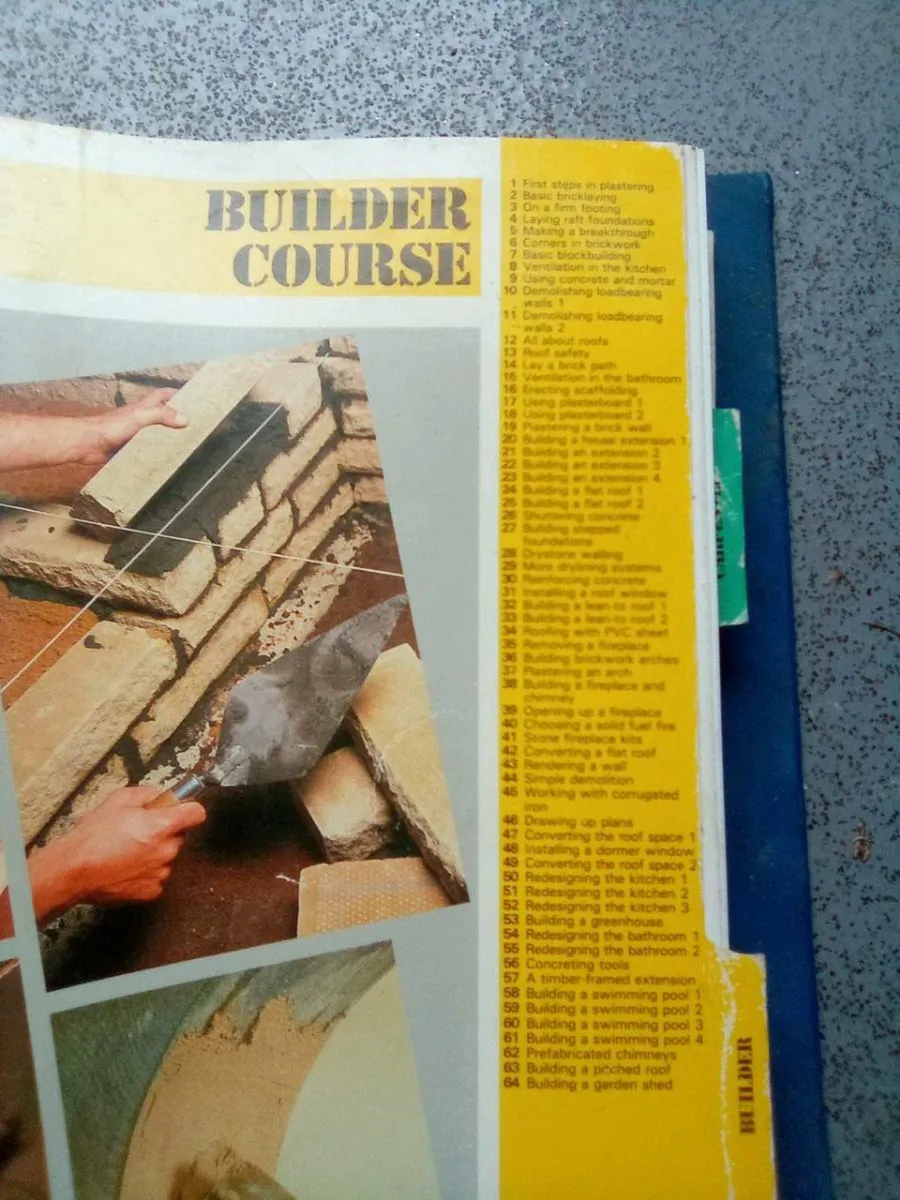 BUILDER
COURSE
1 First steps in plastering
2 Basic bricklaying
3 On a firm footing
4 Laying raft foundations
5 Making a breakthrough
6 Corners in brickwork
7 Basic blockbuilding
8 Ventilation in the kitchen
9 Using concrete and mortar
10 Demolishing loadbearing
walls 1
11 Demolishing loadbearing
walls 2
12 All about roofs
13 Roof safety
14 Lay a brick path
15 Ventilation in the bathroom
16 Erecting scaffolding
17 Using plasterboard 1
18 Using plasterboard 2
19 Plastering a brick wall
20 Building a house extension 1
21 Building an extension 2
22 Building an extension 3
23 Building an extension 4
24 Building a flat roof 1
25 Building a flat roof 2
26 Shuttering concrete
27 Building stepped
foundations
28 Drystone walling
29 More drylining systems
30 Reinforcing concrete
31 Installing a roof window
32 Building a lean-to roof 1
33 Building a lean-to roof 2
34 Roofing with PVC sheet
35 Removing a fireplace
36 Building brickwork arches
37 Plastering an arch
38 Building a fireplace and
chimney
39 Opening up a fireplace
40 Choosing a solid fuel fire
41 Stone fireplace kits
42 Converting a flat roof
43 Rendering a wall
44 Simple demolition
45 Working with corrugated
iron
46 Drawing up plans
47 Converting the roof space 1
48 Installing a dormer window
49 Converting the roof space 2
50 Redesigning the kitchen 1
51 Redesigning the kitchen 2
52 Redesigning the kitchen 3
53 Building a greenhouse
54 Redesigning the bathroom 1
55 Redesigning the bathroom 2
56 Concreting tools
57 A timber-framed extension
58 Building a swimming pool 1
59 Building a swimming pool 2
60 Building a swimming pool 3
61 Building a swimming pool 4
62 Prefabricated chimneys
63 Building a pitched roof
64 Building a garden shed
BUILDER